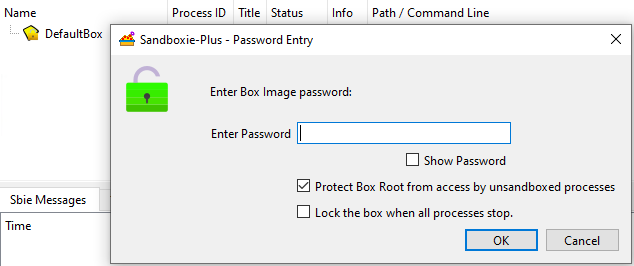 Name Process ID Title Status Info Path / Command Line
DefaultBox
Sandboxie-Plus - Password Entry
Enter Box Image password:
Enter Password
Show Password
Protect Box Root from access by unsandboxed processes
Lock the box when all processes stop.
Sbie Messages
Time
OK Cancel